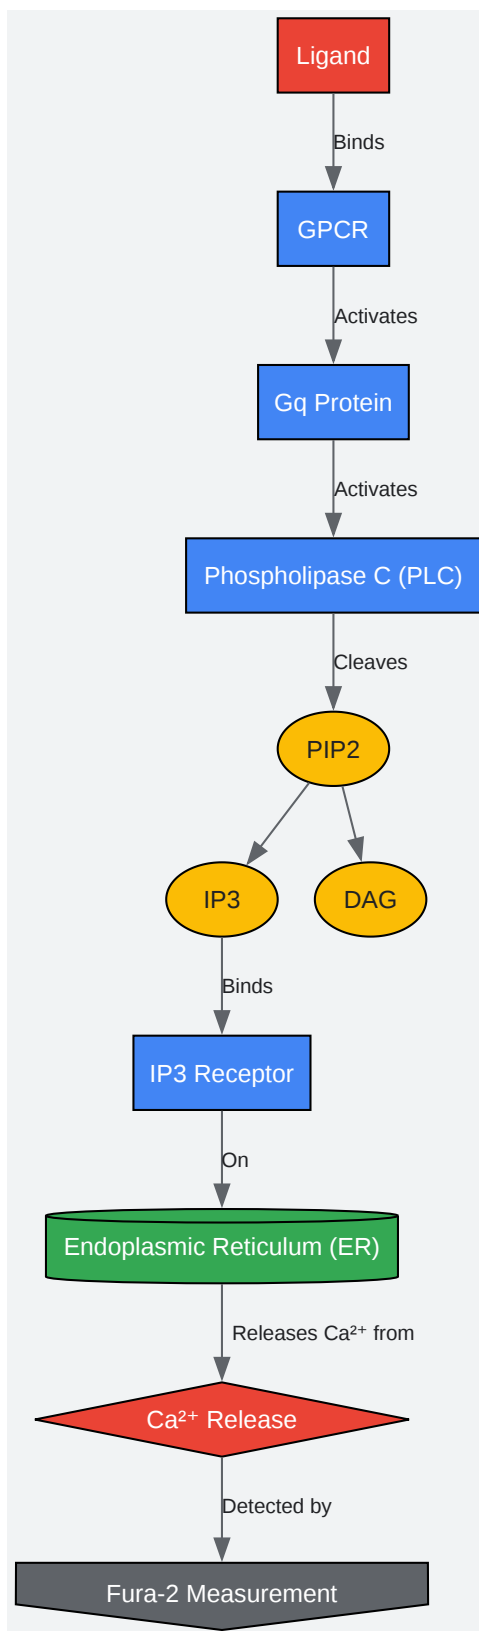 Ligand
Binds
GPCR
Activates
Gq Protein
Activates
Phospholipase C (PLC)
Cleaves
PIP2
IP3
DAG
Binds
IP3 Receptor
On
Endoplasmic Reticulum (ER)
Releases Ca²⁺ from
Ca²⁺ Release
Detected by
Fura-2 Measurement